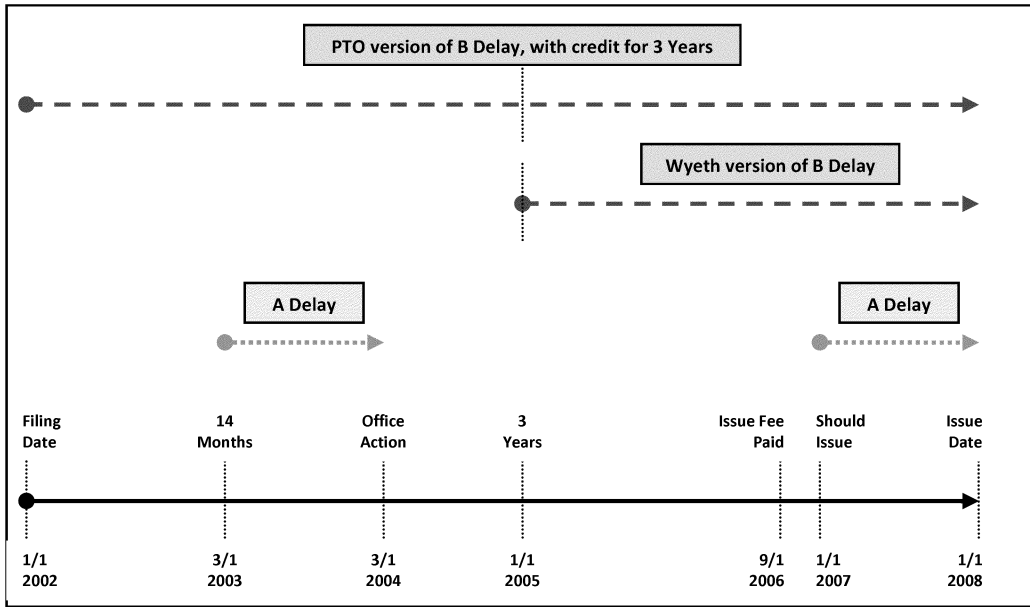 PTO version of B Delay, with credit for 3 Years
Wyeth version of B Delay
A Delay
A Delay
Filing
Date
14
Months
Office
Action
3
Years
Issue Fee
Paid
Should
Issue
Issue
Date
1/1
2002
3/1
2003
3/1
2004
1/1
2005
9/1
2006
1/1
2007
1/1
2008